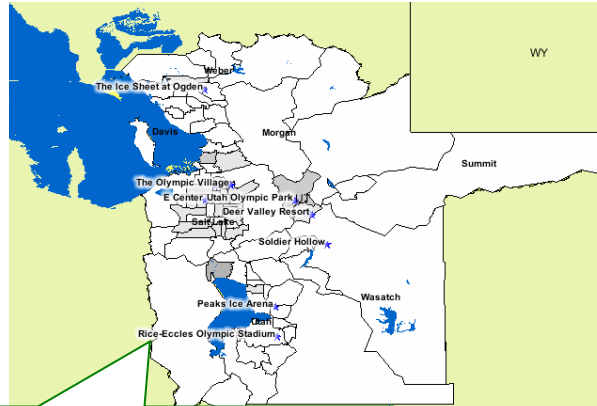 WY
Weber
The Ice Sheet at Ogden
Davis
Morgan
Summit
The Olympic Village
E Center Utah Olympic Park
Deer Valley Resort
Salt Lake
Soldier Hollow
Wasatch
Peaks Ice Arena
Utah
Rice-Eccles Olympic Stadium